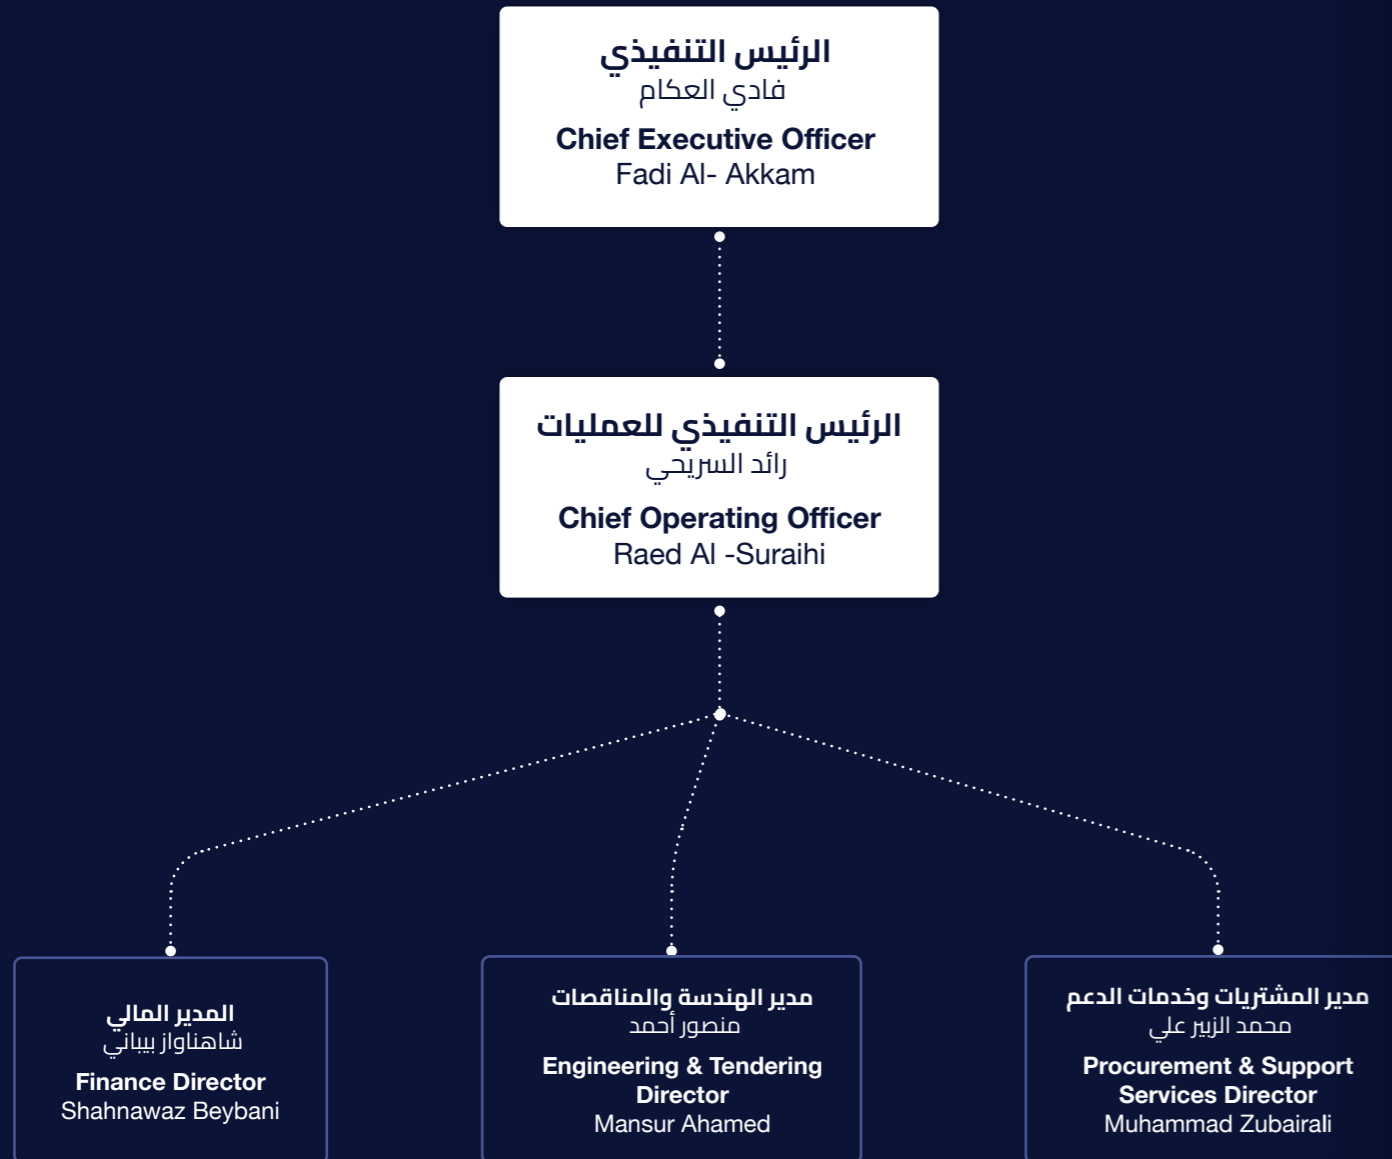 الرئيس التنفيذي
فادي العكام
Chief Executive Officer
Fadi Al- Akkam
الرئيس التنفيذي للعمليات
رائد السريحي
Chief Operating Officer
Raed Al -Suraihi
المدير المالي
شاهناواز بيباني
Finance Director
Shahnawaz Beybani
مدير الهندسة والمناقصات
منصور أحمد
Engineering & Tendering
Director
Mansur Ahamed
مدير المشتريات وخدمات الدعم
محمد الزبير علي
Procurement & Support
Services Director
Muhammad Zubairali